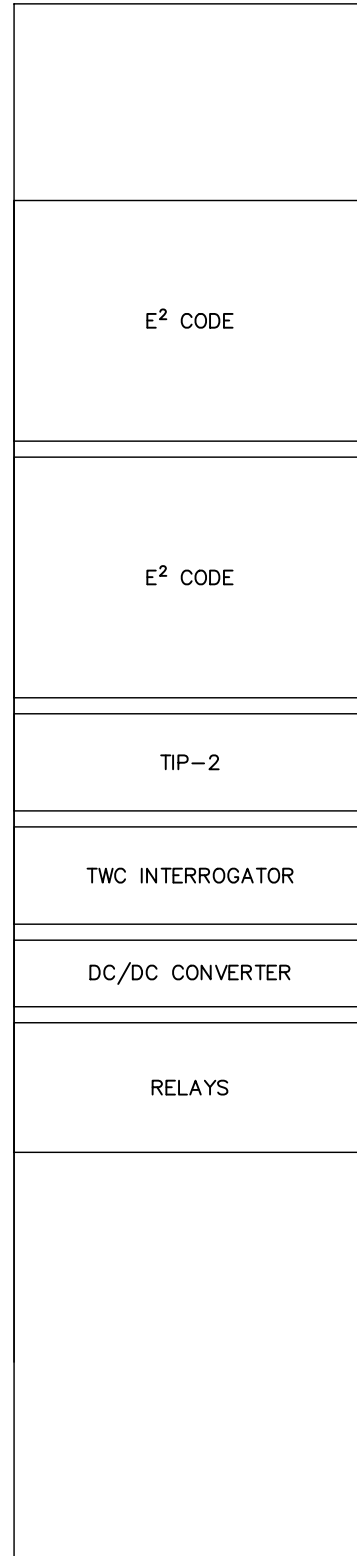 E² CODE
E² CODE
TIP-2
TWC INTERROGATOR
DC/DC CONVERTER
RELAYS